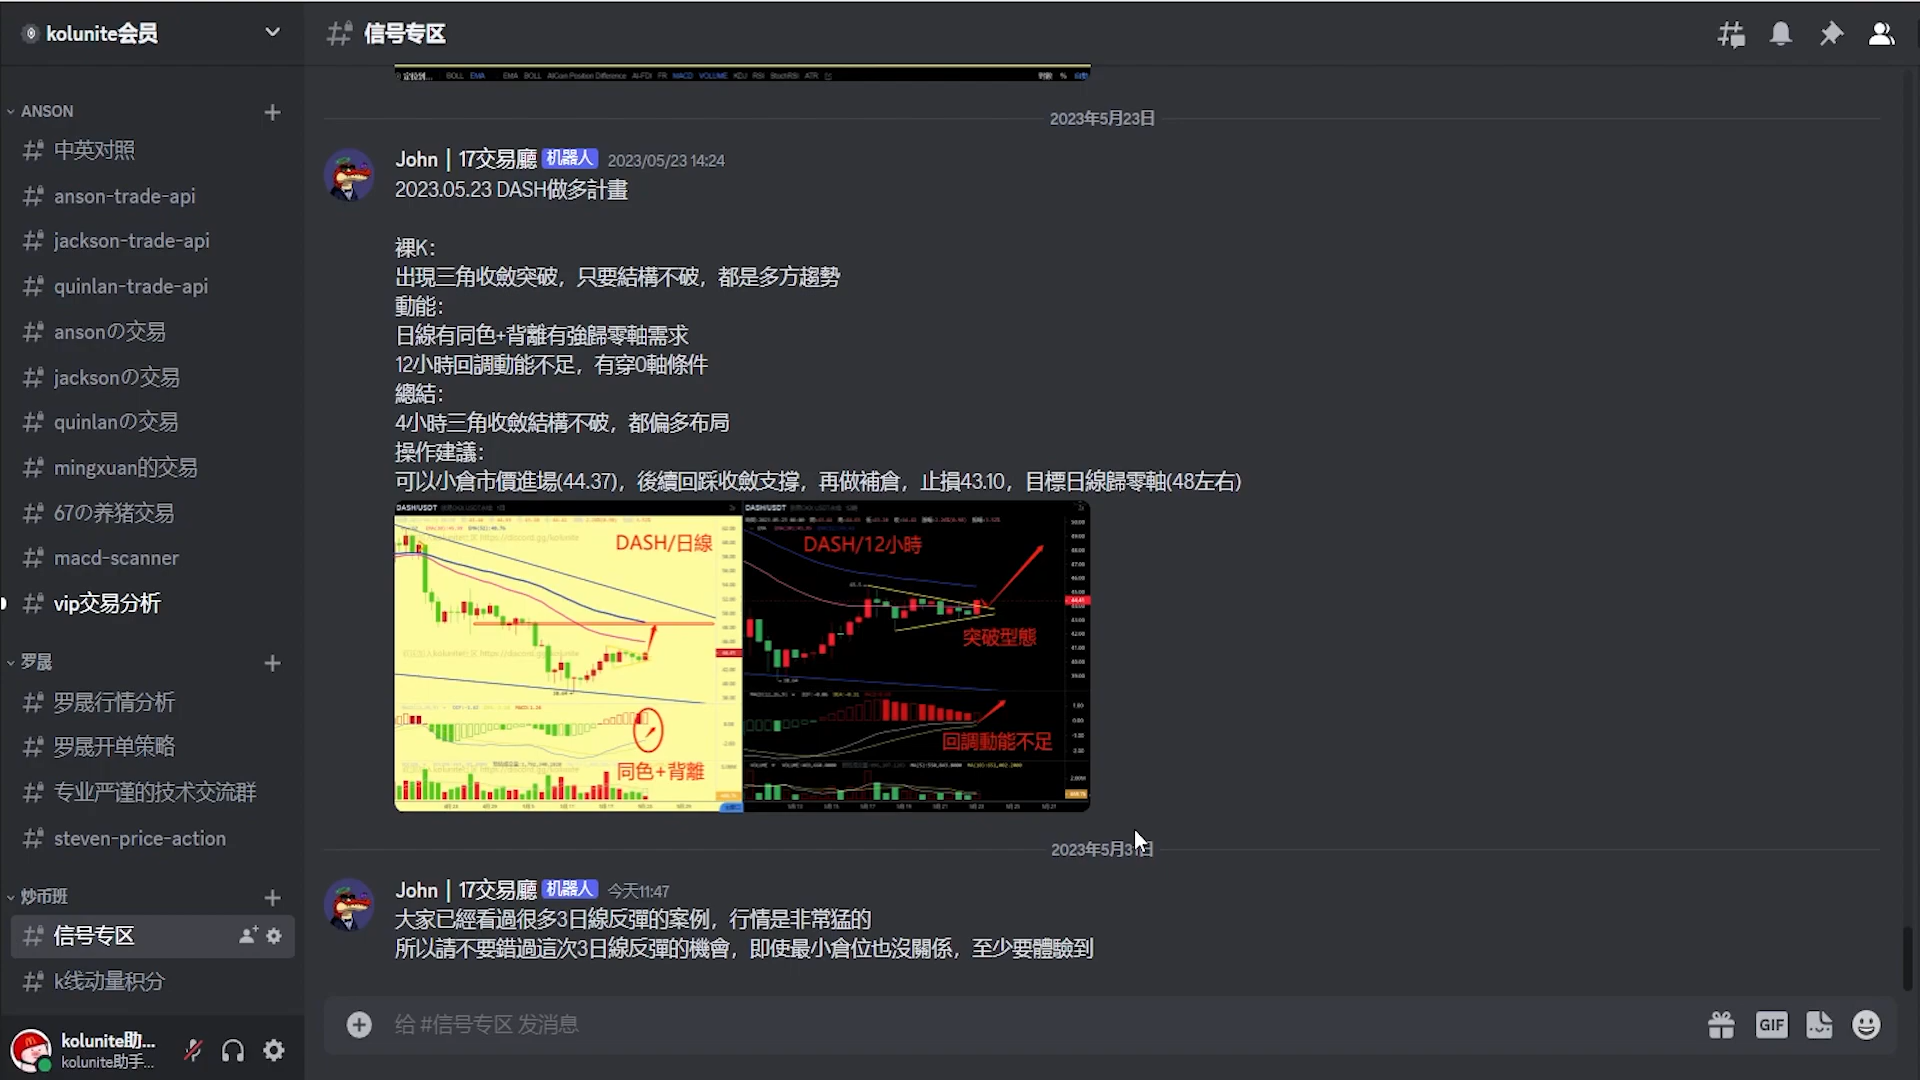 kolunite会员
ANSON
中英对照
anson-trade-api
jackson-trade-api
quinlan-trade-api
ansonの交易
jacksonの交易
quinlanの交易
mingxuan的交易
67の养猪交易
macd-scanner
vip交易分析
罗晟
罗晟行情分析
罗晟开单策略
专业严谨的技术交流群
steven-price-action
炒币班
信号专区
k线动量积分
kolunite助...
kolunite助手...
信号专区
BOLL EMA EMA BOLL AICoin Position Difference AI-FDI FR MACD VOLUME KDJ RSI StochRSI ATR
2023年5月23日
John | 17交易廳 机器人 2023/05/23 14:24
2023.05.23 DASH做多計畫
裸K：
出現三角收斂突破，只要結構不破，都是多方趨勢
動能：
日線有同色+背離有強歸零軸需求
12小時回調動能不足，有穿0軸條件
總結：
4小時三角收斂結構不破，都偏多布局
操作建議：
可以小倉市價進場(44.37)，後續回踩收斂支撐，再做補倉，止損43.10，目標日線歸零軸(48左右)
DASH/USDT
DASH/日線
同色+背離
DASH/USDT
DASH/12小時
突破型態
回調動能不足
2023年5月31日
John | 17交易廳 机器人 今天11:47
大家已經看過很多3日線反彈的案例，行情是非常猛的
所以請不要錯過這次3日線反彈的機會，即使最小倉位也沒關係，至少要體驗到
给 #信号专区 发消息
GIF